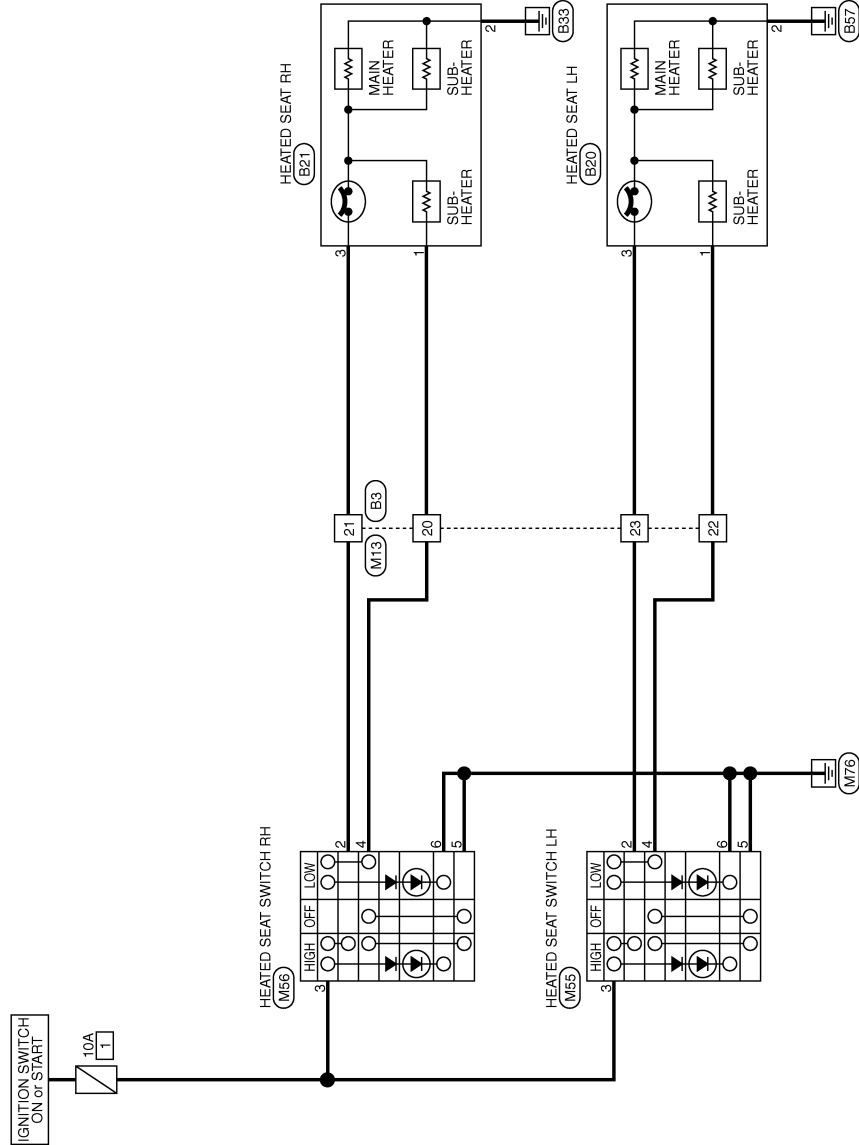 IGNITION SWITCH
ON or START
10A
1
HEATED SEAT SWITCH RH
M56
3
HIGH
OFF
LOW
2
4
6
5
HEATED SEAT SWITCH LH
M55
3
HIGH
OFF
LOW
2
4
6
5
M76
M13
B3
21
20
23
22
HEATED SEAT RH
B21
3
1
SUB-
HEATER
MAIN
HEATER
SUB-
HEATER
2
B33
HEATED SEAT LH
B20
3
1
SUB-
HEATER
MAIN
HEATER
SUB-
HEATER
2
B57